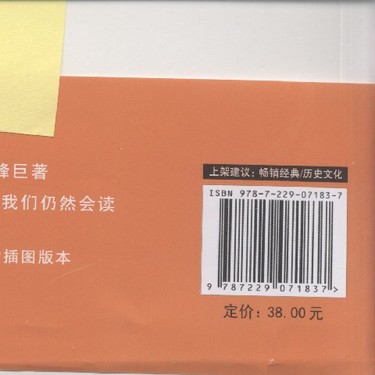 上架建议：畅销经典/历史文化
ISBN 978-7-229-07183-7
峰巨著
我们仍然会读
插图版本
9 787229 071837 >
定价：38.00元